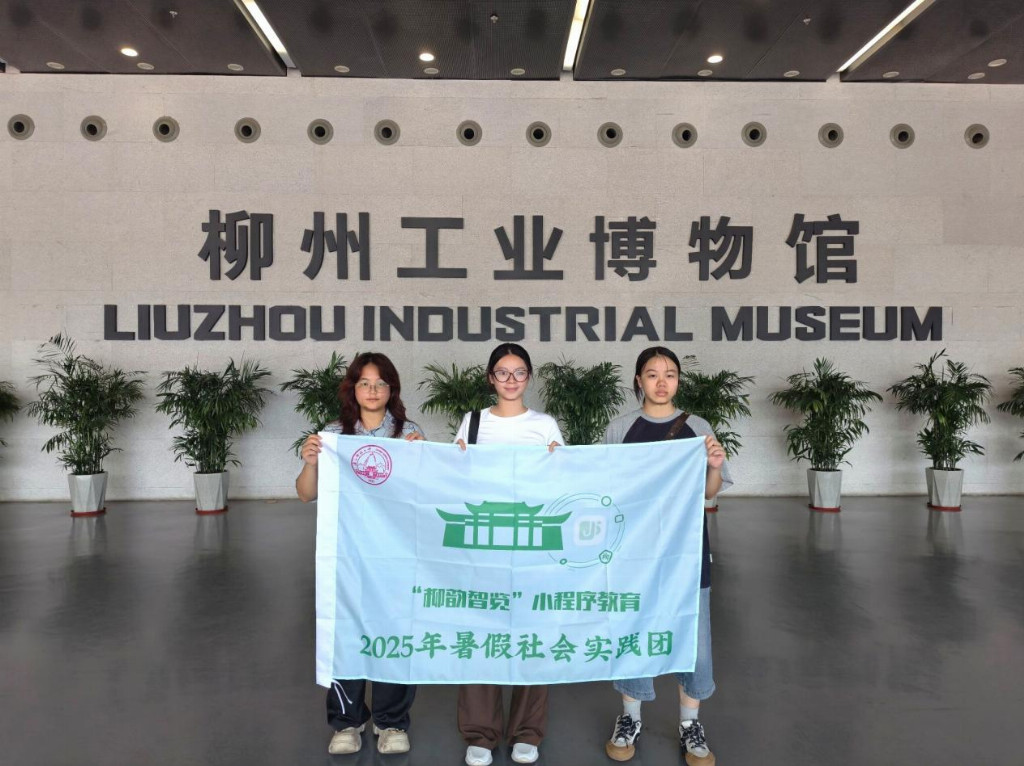 柳州工业博物馆
LIUZHOU INDUSTRIAL MUSEUM
“柳韵智览”小程序教育
2025年暑假社会实践团